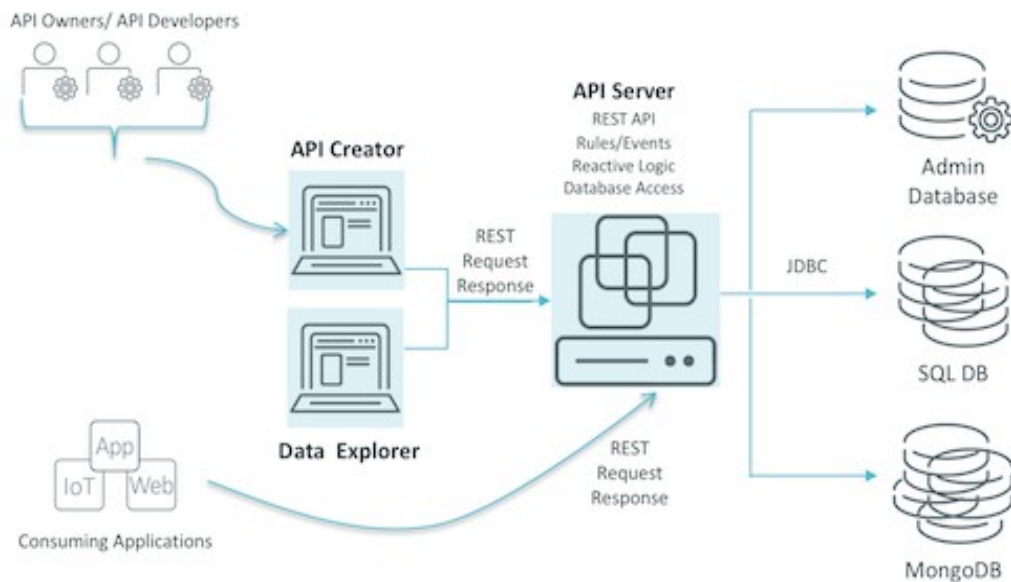 API Owners/ API Developers
API Creator
API Server
REST API
Rules/Events
Reactive Logic
Database Access
Admin
Database
REST
Request
Response
JDBC
SQL DB
Data Explorer
App
IoT
Web
Consuming Applications
REST
Request
Response
MongoDB